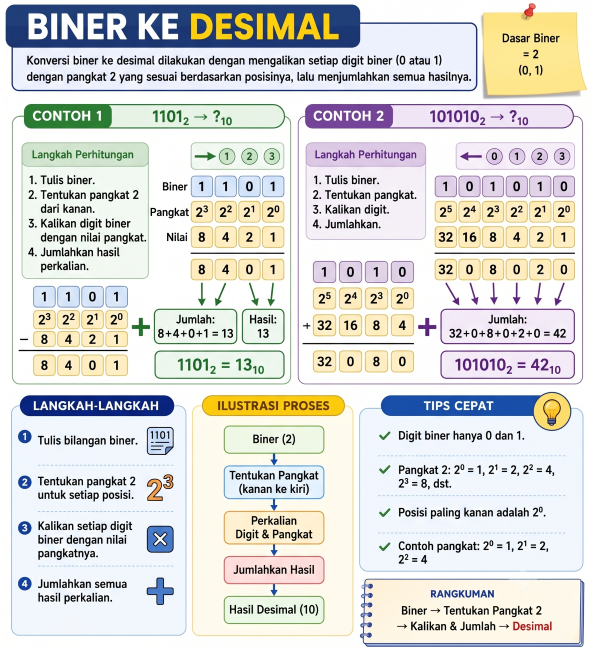 BINER KE DESIMAL
Konversi biner ke desimal dilakukan dengan mengalikan setiap digit biner (0 atau 1)
dengan pangkat 2 yang sesuai berdasarkan posisinya, lalu menjumlahkan semua hasilnya.
Dasar Biner
= 2
(0, 1)
CONTOH 1
1101₂ → ?₁₀
Langkah Perhitungan
1. Tulis biner.
2. Tentukan pangkat 2
dari kanan.
3. Kalikan digit biner
dengan nilai pangkat.
4. Jumlahkan hasil
perkalian.
→ 1 2 3
Biner 1 1 0 1
Pangkat 2³ 2² 2¹ 2⁰
Nilai 8 4 2 1
8 4 0 1
1 1 0 1
2³ 2² 2¹ 2⁰
− 8 4 2 1
8 4 0 1
+
Jumlah:
8+4+0+1 = 13
Hasil:
13
1101₂ = 13₁₀
CONTOH 2
101010₂ → ?₁₀
Langkah Perhitungan
1. Tulis biner.
2. Tentukan pangkat.
3. Kalikan digit.
4. Jumlahkan.
← 0 1 2 3
1 0 1 0 1 0
2⁵ 2⁴ 2³ 2² 2¹ 2⁰
32 16 8 4 2 1
32 0 8 0 2 0
1 0 1 0
2⁵ 2⁴ 2³ 2⁰
+ 32 16 8 4
32 0 8 0
+
Jumlah:
32+0+8+0+2+0 = 42
101010₂ = 42₁₀
LANGKAH-LANGKAH
1 Tulis bilangan biner.
1101
2 Tentukan pangkat 2
untuk setiap posisi.
2³
3 Kalikan setiap digit
biner dengan nilai
pangkatnya.
×
4 Jumlahkan semua
hasil perkalian.
+
ILUSTRASI PROSES
Biner (2)
Tentukan Pangkat
(kanan ke kiri)
Perkalian
Digit & Pangkat
Jumlahkan Hasil
Hasil Desimal (10)
TIPS CEPAT
✓ Digit biner hanya 0 dan 1.
✓ Pangkat 2: 2⁰ = 1, 2¹ = 2, 2² = 4,
2³ = 8, dst.
✓ Posisi paling kanan adalah 2⁰.
✓ Contoh pangkat: 2⁰ = 1, 2¹ = 2,
2² = 4
RANGKUMAN
Biner → Tentukan Pangkat 2
→ Kalikan & Jumlah → Desimal